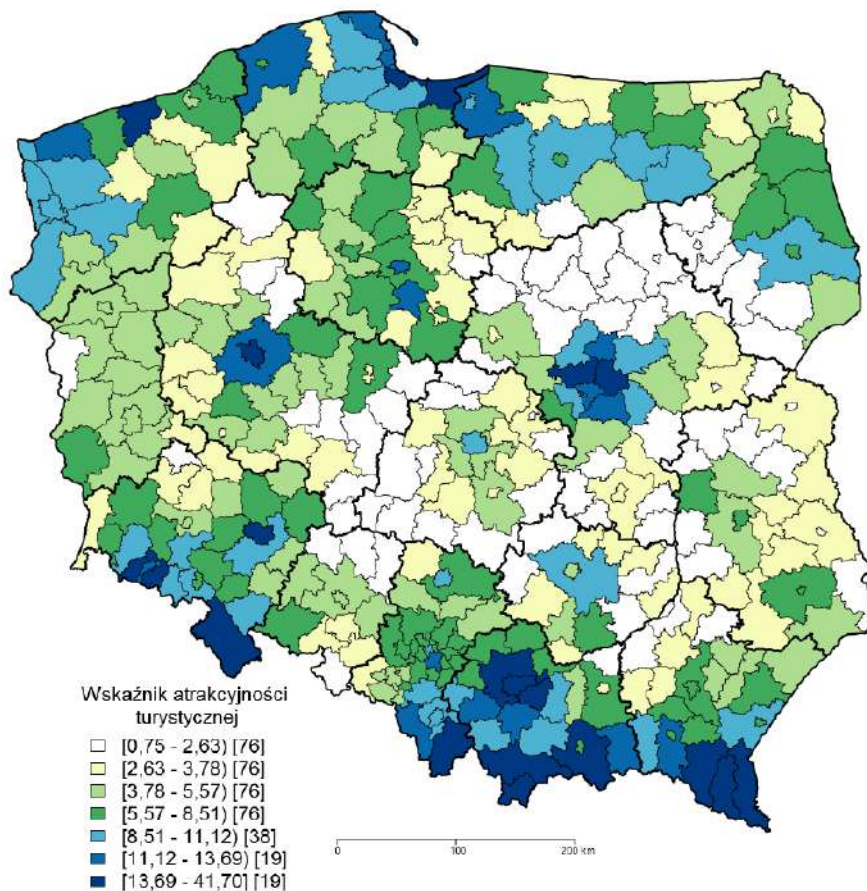 Wskaźnik atrakcyjności
turystycznej
[0,75 - 2,63) [76]
[2,63 - 3,78) [76]
[3,78 - 5,57) [76]
[5,57 - 8,51) [76]
[8,51 - 11,12) [38]
[11,12 - 13,69) [19]
[13,69 - 41,70] [19]
0 100 200 km